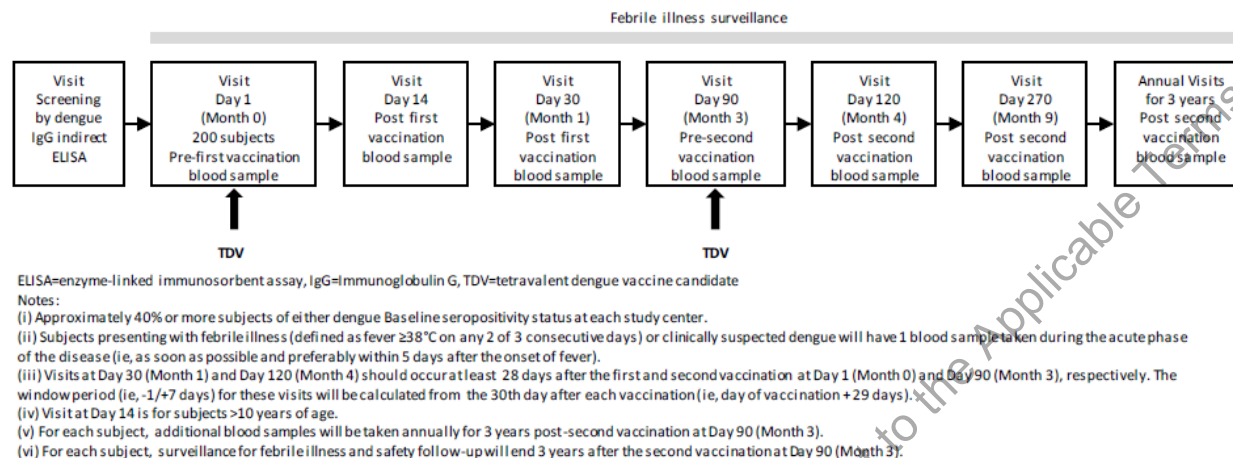 Febrile illness surveillance
Visit
Screening
by dengue
IgG indirect
ELISA
Visit
Day 1
(Month 0)
200 subjects
Pre-first vaccination
blood sample
Visit
Day 14
Post first
vaccination
blood sample
Visit
Day 30
(Month 1)
Post first
vaccination
blood sample
Visit
Day 90
(Month 3)
Pre-second
vaccination
blood sample
Visit
Day 120
(Month 4)
Post second
vaccination
blood sample
Visit
Day 270
(Month 9)
Post second
vaccination
blood sample
Annual Visits
for 3 years
Post second
vaccination
blood sample
TDV
TDV
ELISA=enzyme-linked immunosorbent assay, IgG=Immunoglobulin G, TDV=tetravalent dengue vaccine candidate
Notes:
(i) Approximately 40% or more subjects of either dengue Baseline seropositivity status at each study center.
(ii) Subjects presenting with febrile illness (defined as fever ≥38°C on any 2 of 3 consecutive days) or clinically suspected dengue will have 1 blood sample taken during the acute phase
of the disease (ie, as soon as possible and preferably within 5 days after the onset of fever).
(iii) Visits at Day 30 (Month 1) and Day 120 (Month 4) should occur at least 28 days after the first and second vaccination at Day 1 (Month 0) and Day 90 (Month 3), respectively. The
window period (ie, -1/+7 days) for these visits will be calculated from the 30th day after each vaccination (ie, day of vaccination + 29 days).
(iv) Visit at Day 14 is for subjects >10 years of age.
(v) For each subject, additional blood samples will be taken annually for 3 years post-second vaccination at Day 90 (Month 3).
(vi) For each subject, surveillance for febrile illness and safety follow-up will end 3 years after the second vaccination at Day 90 (Month 3).
to the Applicable Terms